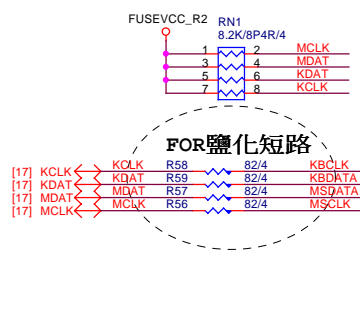 FUSEVCC_R2
RN1
8.2K/8P4R/4
1 2 MCLK
3 4 MDAT
5 6 KDAT
7 8 KCLK
FOR鹽化短路
[17] KCLK KCLK R58 82/4 KBCLK
[17] KDAT KDAT R59 82/4 KBDATA
[17] MDAT MDAT R57 82/4 MSDATA
[17] MCLK MCLK R56 82/4 MSCLK